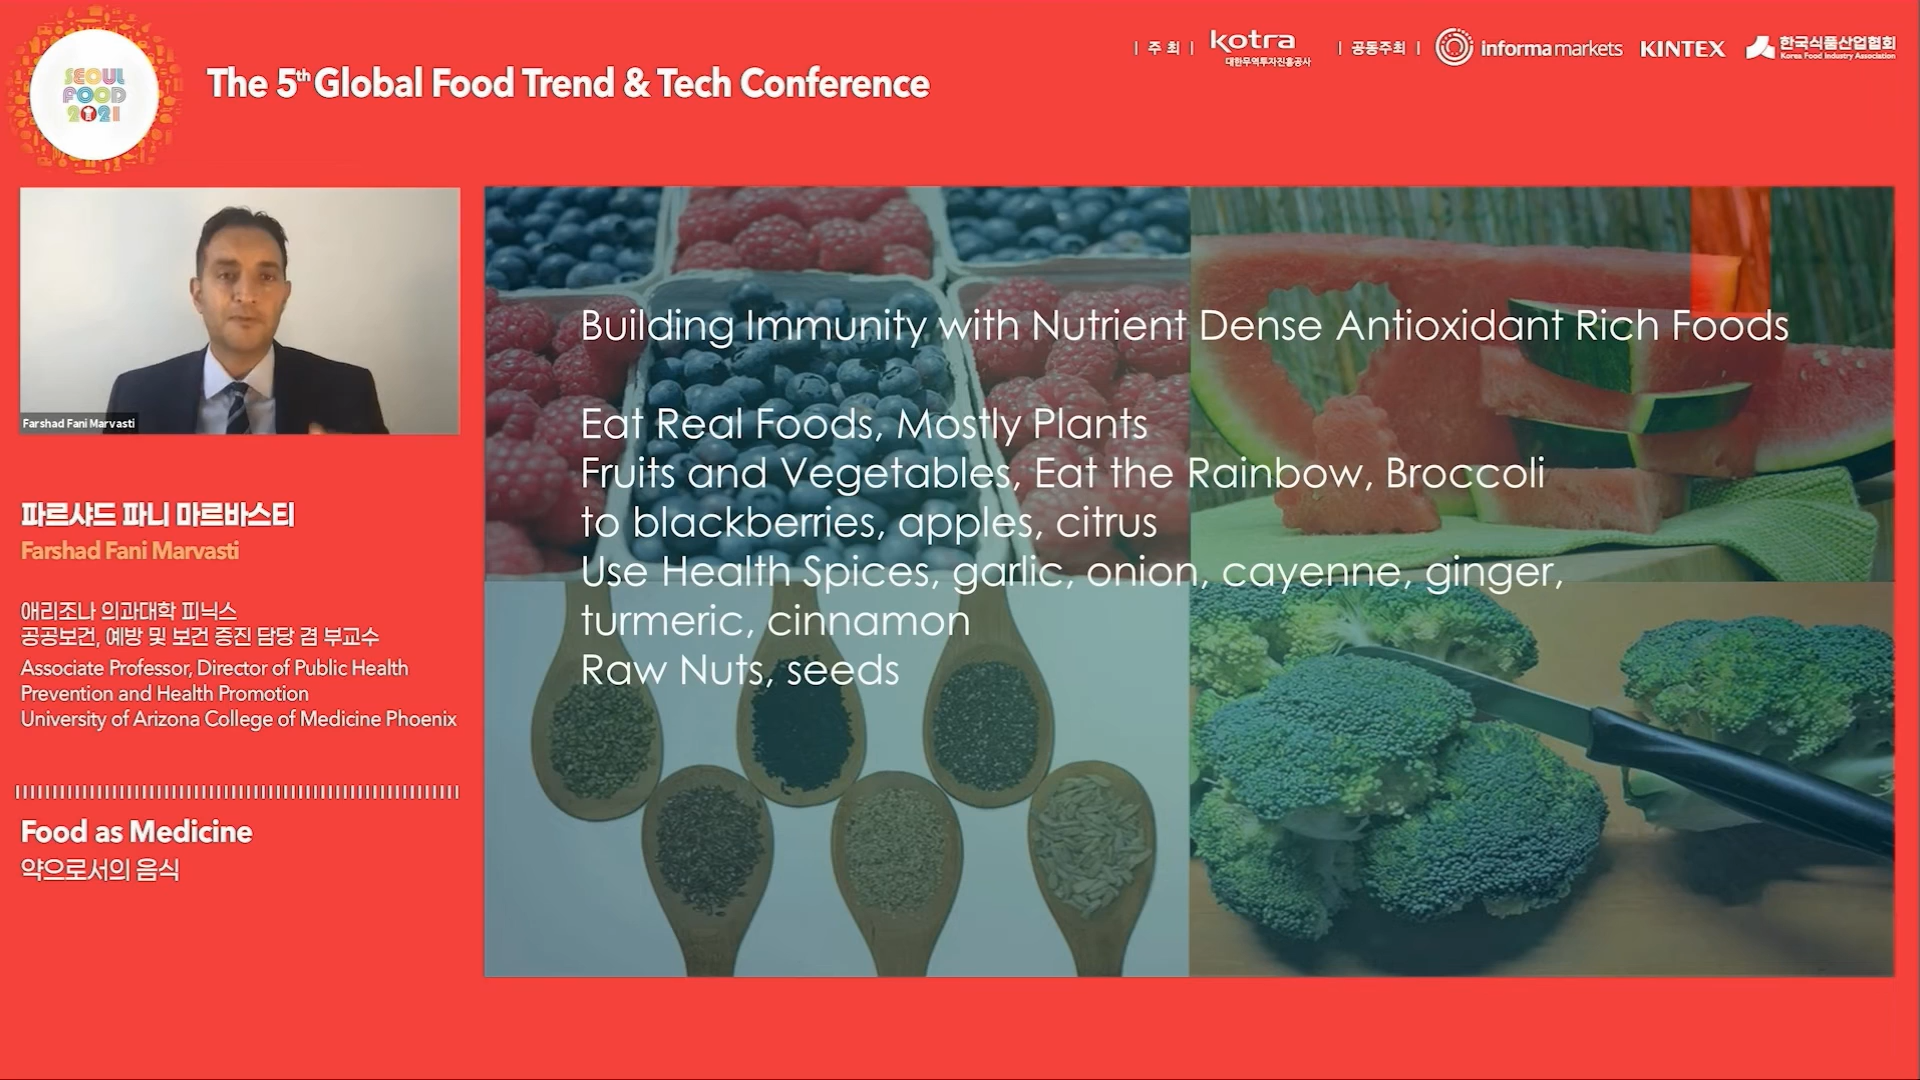 SEOUL
FOOD
2021
The 5th Global Food Trend & Tech Conference
| 주 최 |
kotra
대한무역투자진흥공사
| 공동주최 |
informa markets
KINTEX
한국식품산업협회
Korea Food Industry Association
Farshad Fani Marvasti
파르샤드 파니 마르바스티
Farshad Fani Marvasti
애리조나 의과대학 피닉스
공공보건, 예방 및 보건 증진 담당 겸 부교수
Associate Professor, Director of Public Health
Prevention and Health Promotion
University of Arizona College of Medicine Phoenix
Food as Medicine
약으로서의 음식
Building Immunity with Nutrient Dense Antioxidant Rich Foods
Eat Real Foods, Mostly Plants
Fruits and Vegetables, Eat the Rainbow, Broccoli
to blackberries, apples, citrus
Use Health Spices, garlic, onion, cayenne, ginger,
turmeric, cinnamon
Raw Nuts, seeds